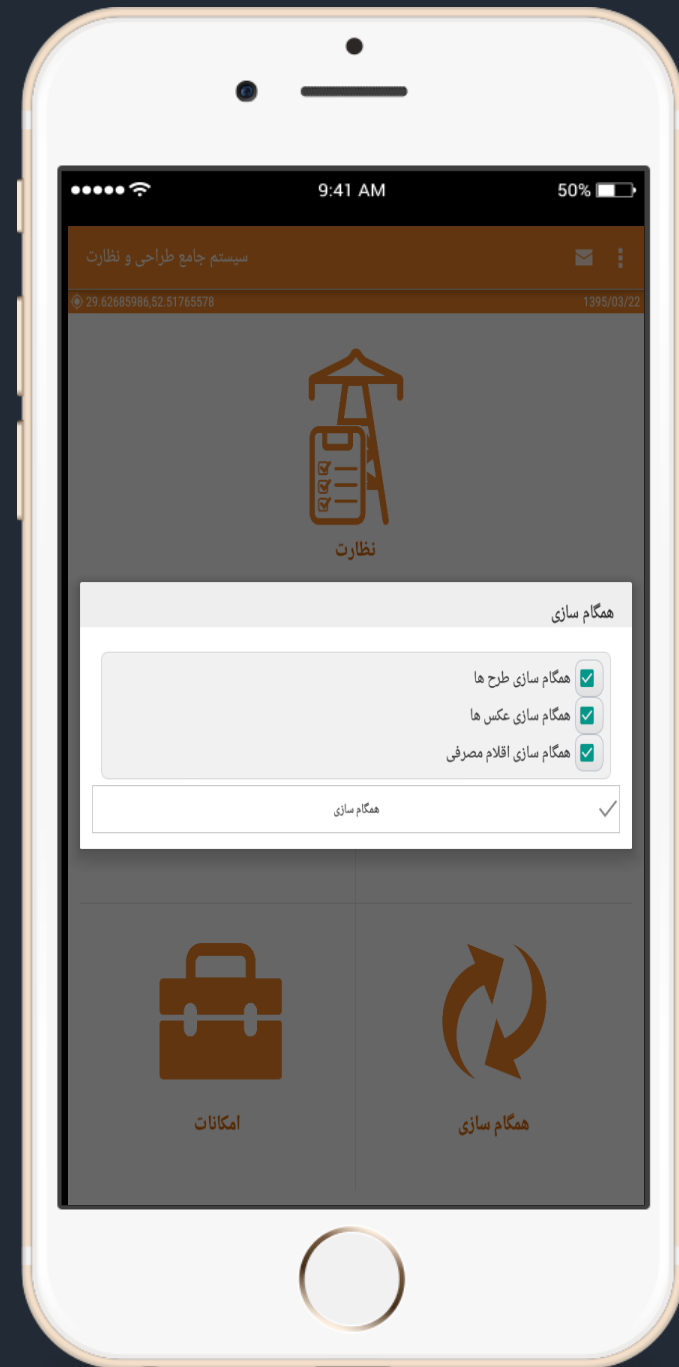 9:41 AM 50%
سیستم جامع طراحی و نظارت
29.62685986,52.51765578 1395/03/22
نظارت
همگام سازی
همگام سازی طرح ها
همگام سازی عکس ها
همگام سازی اقلام مصرفی
همگام سازی
همگام سازی امکانات